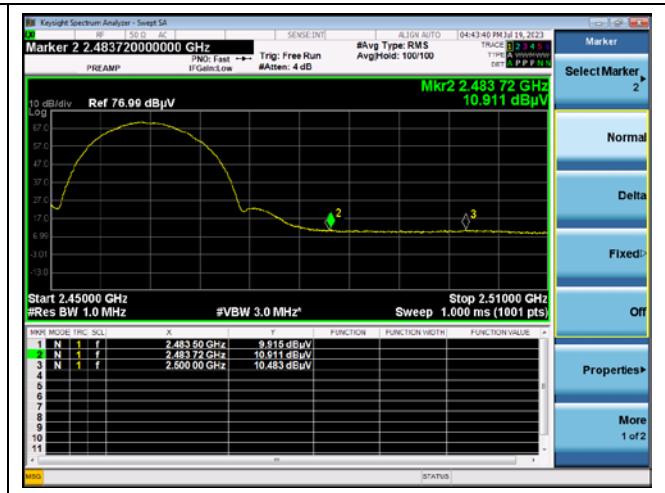 Keysight Spectrum Analyzer - Swept SA
RF 50 Ω AC SENSE:INT ALIGN AUTO 04:43:40 PM Jul 19, 2023
Marker 2 2.483720000000 GHz
PREAMP
PNO: Fast
IFGain:Low
Trig: Free Run
#Atten: 4 dB
#Avg Type: RMS
Avg|Hold: 100/100
TRACE 1 2 3 4 5
TYPE A
DET A P P P N N
Mkr2 2.483 72 GHz
10.911 dBµV
10 dB/div Ref 76.99 dBµV
Log
67.0
57.0
47.0
37.0
27.0
17.0
6.99
-3.01
-13.0
2
3
Start 2.45000 GHz Stop 2.51000 GHz
#Res BW 1.0 MHz #VBW 3.0 MHz* Sweep 1.000 ms (1001 pts)
MKR MODE TRC SCL X Y FUNCTION FUNCTION WIDTH FUNCTION VALUE
1 N 1 f 2.483 50 GHz 9.915 dBµV
2 N 1 f 2.483 72 GHz 10.911 dBµV
3 N 1 f 2.500 00 GHz 10.483 dBµV
4
5
6
7
8
9
10
11
MSG STATUS
Marker
Select Marker
2
Normal
Delta
Fixed
Off
Properties
More
1 of 2